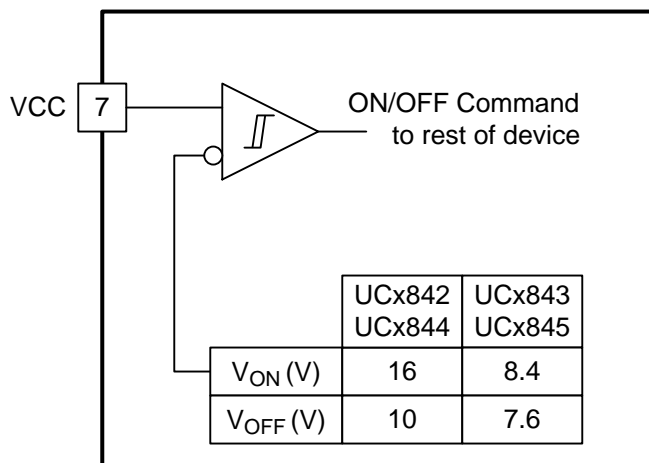 VCC 7
ON/OFF Command
to rest of device
UCx842 UCx843
UCx844 UCx845
VON (V) 16 8.4
VOFF (V) 10 7.6